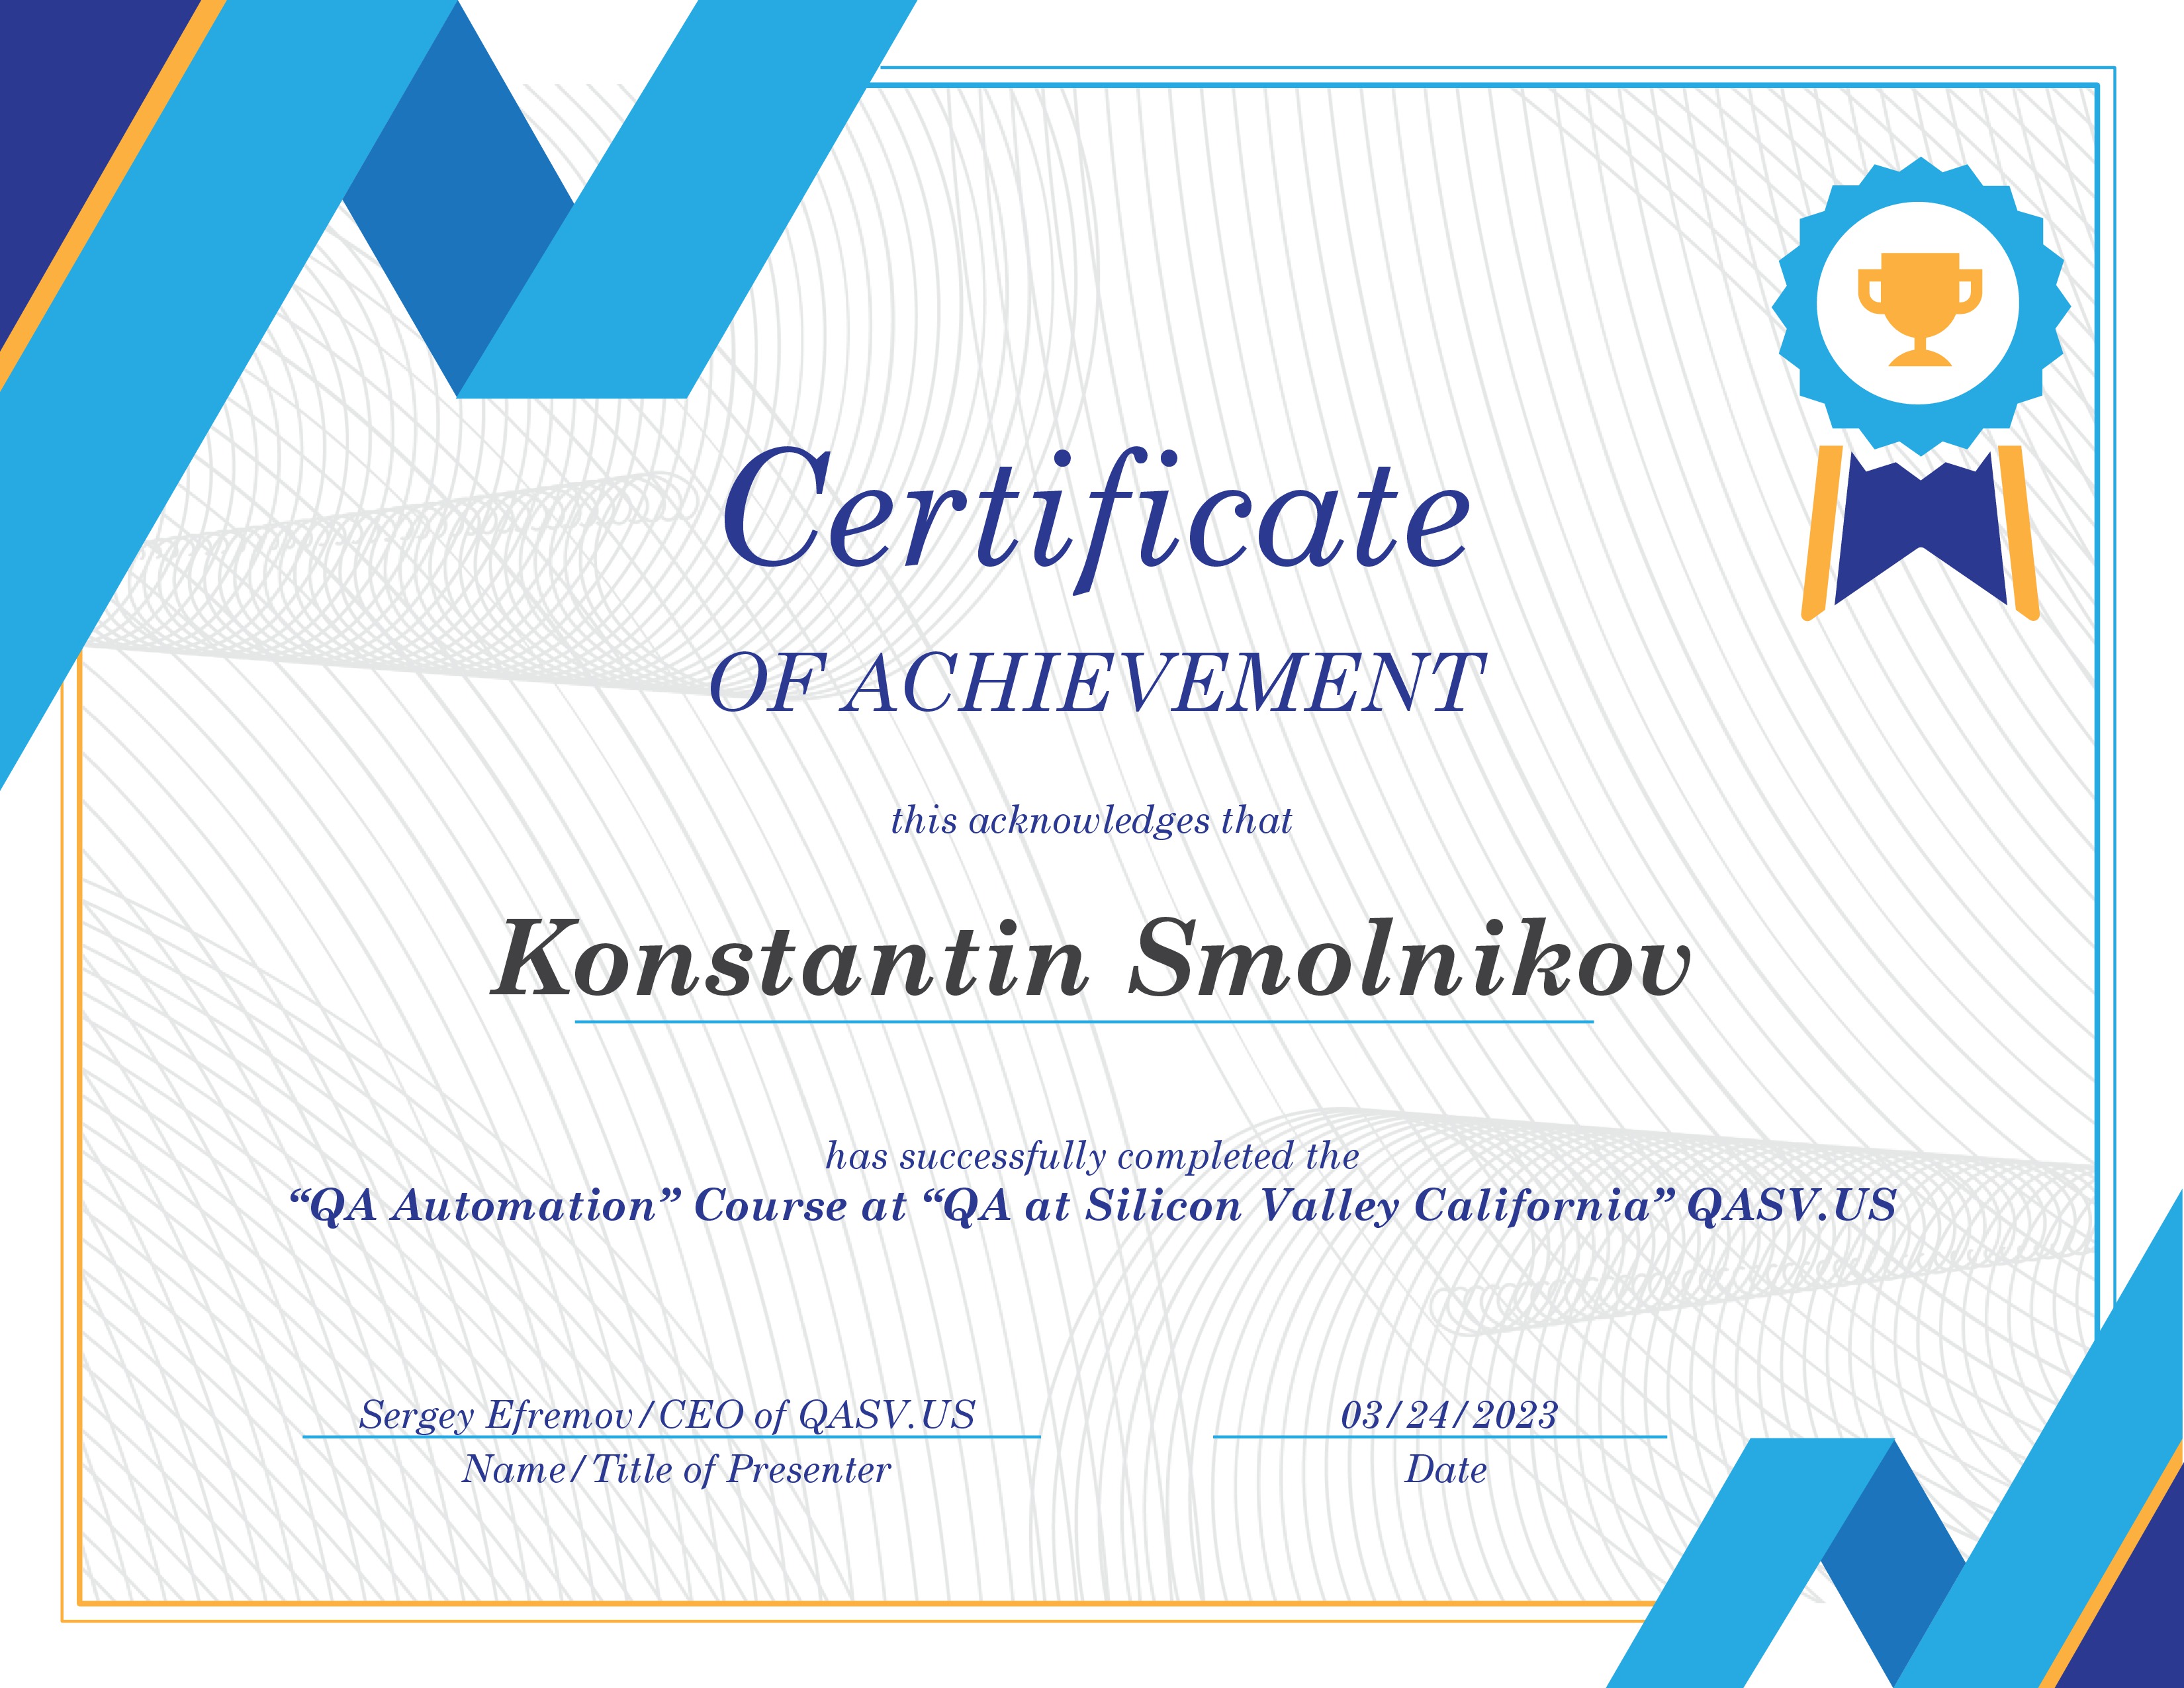 Certificate
OF ACHIEVEMENT
this acknowledges that
Konstantin Smolnikov
has successfully completed the
“QA Automation” Course at “QA at Silicon Valley California” QASV.US
Sergey Efremov/CEO of QASV.US
Name/Title of Presenter
03/24/2023
Date